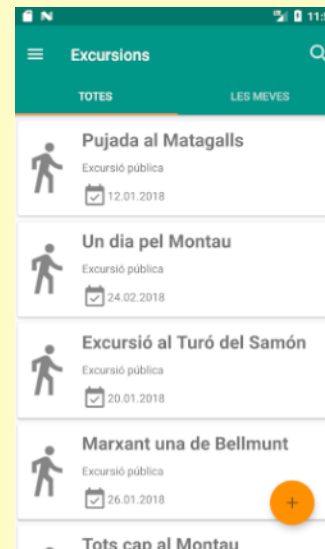 11:
Excursions
TOTES LES MEVES
Pujada al Matagalls
Excursió pública
12.01.2018
Un dia pel Montau
Excursió pública
24.02.2018
Excursió al Turó del Samón
Excursió pública
20.01.2018
Marxant una de Bellmunt
Excursió pública
26.01.2018
Tots cap al Montau